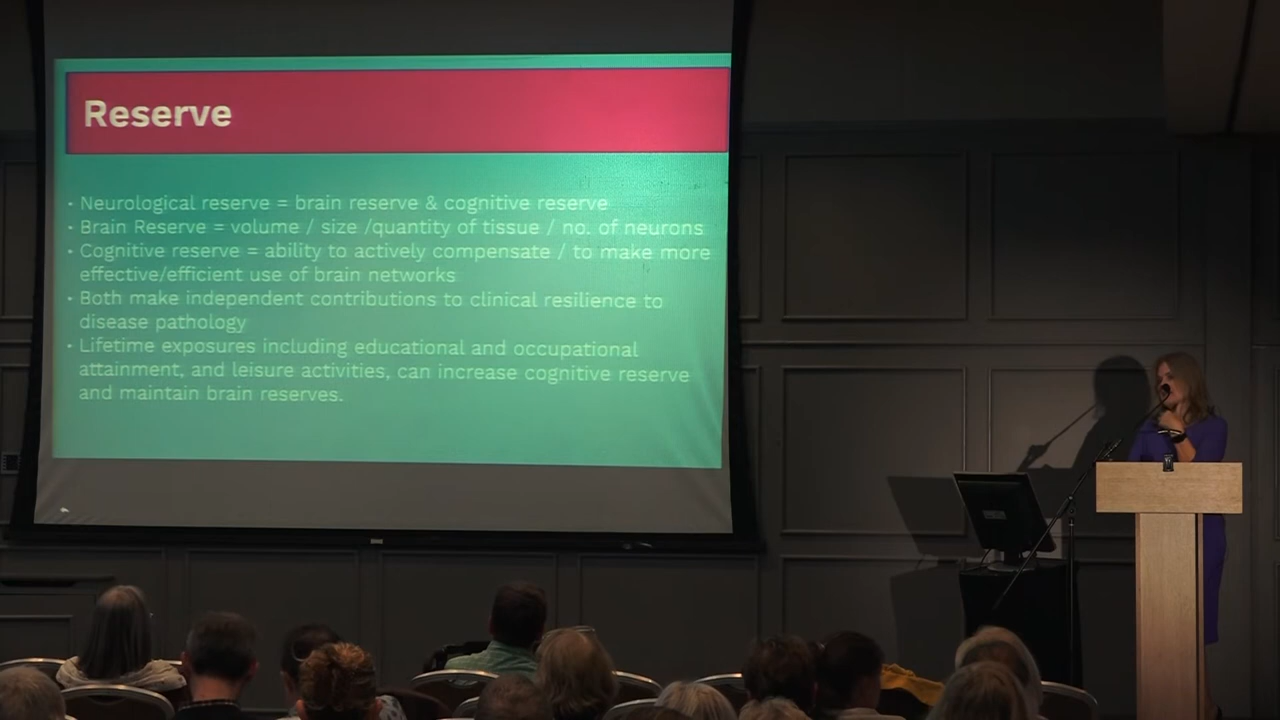 Reserve
• Neurological reserve = brain reserve & cognitive reserve
• Brain Reserve = volume / size /quantity of tissue / no. of neurons
• Cognitive reserve = ability to actively compensate / to make more
effective/efficient use of brain networks
• Both make independent contributions to clinical resilience to
disease pathology
• Lifetime exposures including educational and occupational
attainment, and leisure activities, can increase cognitive reserve
and maintain brain reserves.